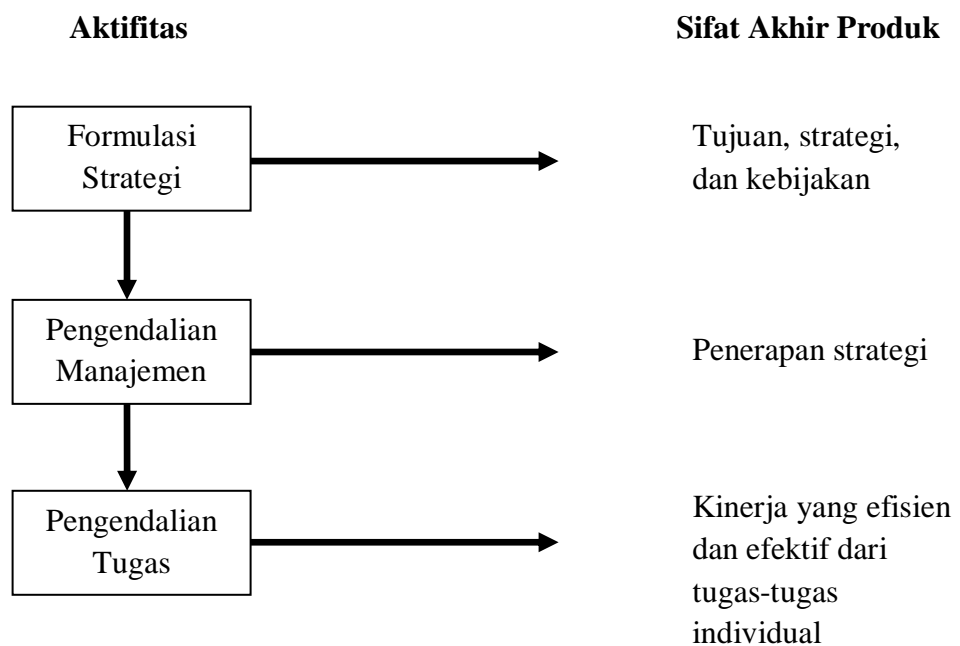 Aktifitas
Sifat Akhir Produk
Formulasi
Strategi
Tujuan, strategi,
dan kebijakan
Pengendalian
Manajemen
Penerapan strategi
Pengendalian
Tugas
Kinerja yang efisien
dan efektif dari
tugas-tugas
individual